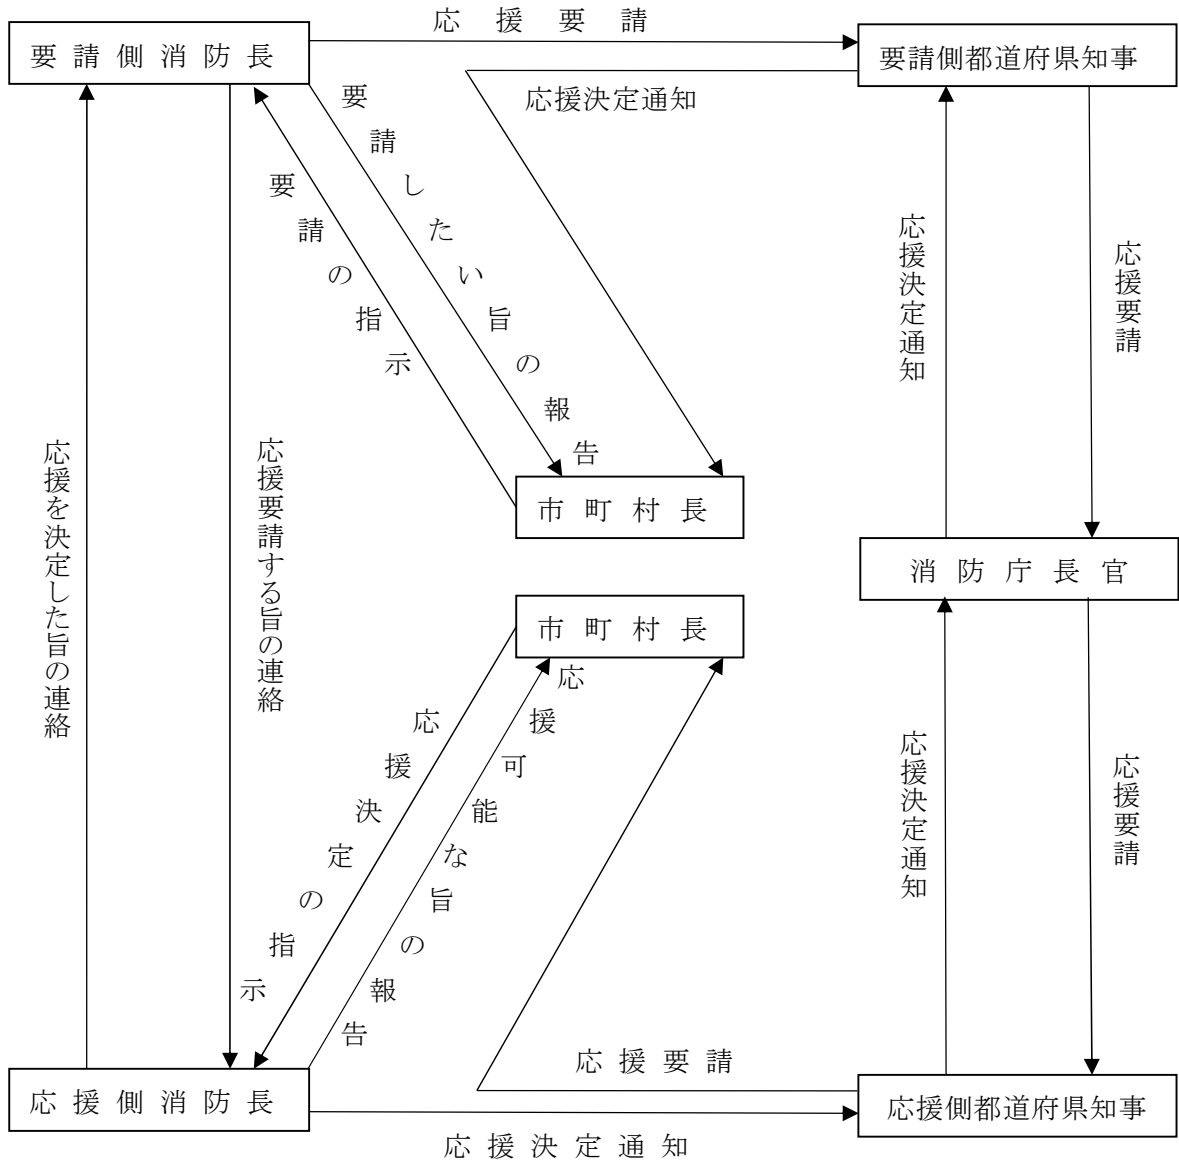 応援要請
要請側消防長
要請側都道府県知事
応援決定通知
要請したい旨の報告
要請の指示
応援決定通知
応援要請
応援を決定した旨の連絡
応援要請する旨の連絡
市町村長
消防庁長官
市町村長
応援決定の指示
応援可能な旨の報告
応援決定通知
応援要請
応援要請
応援側消防長
応援側都道府県知事
応援決定通知